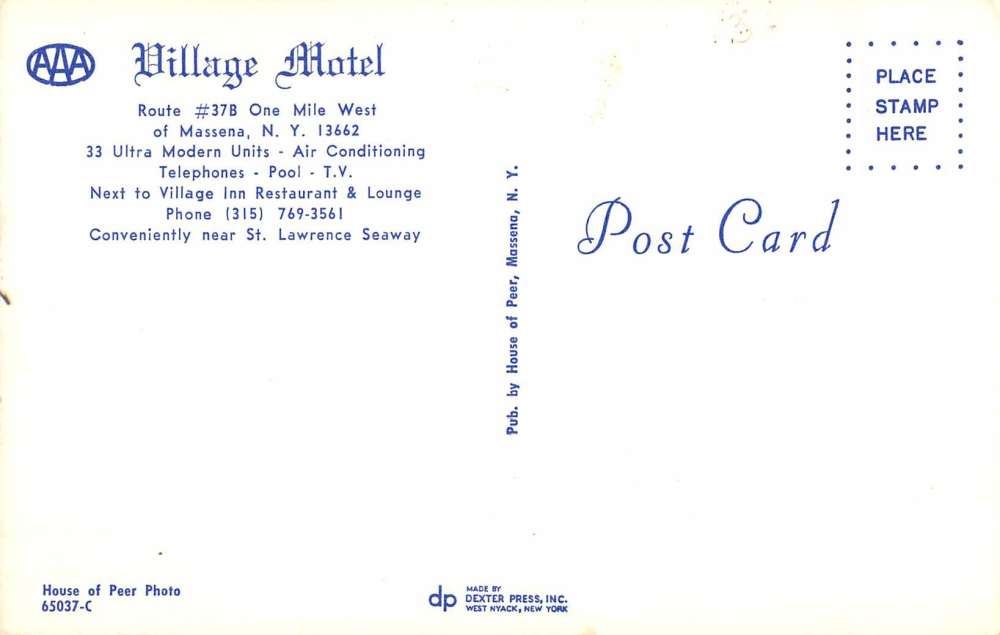 AAA
Village Motel
Route #37B One Mile West
of Massena, N. Y. 13662
33 Ultra Modern Units - Air Conditioning
Telephones - Pool - T.V.
Next to Village Inn Restaurant & Lounge
Phone (315) 769-3561
Conveniently near St. Lawrence Seaway
PLACE
STAMP
HERE
Post Card
Pub. by House of Peer, Massena, N. Y.
House of Peer Photo
65037-C
dp
MADE BY
DEXTER PRESS, INC.
WEST NYACK, NEW YORK